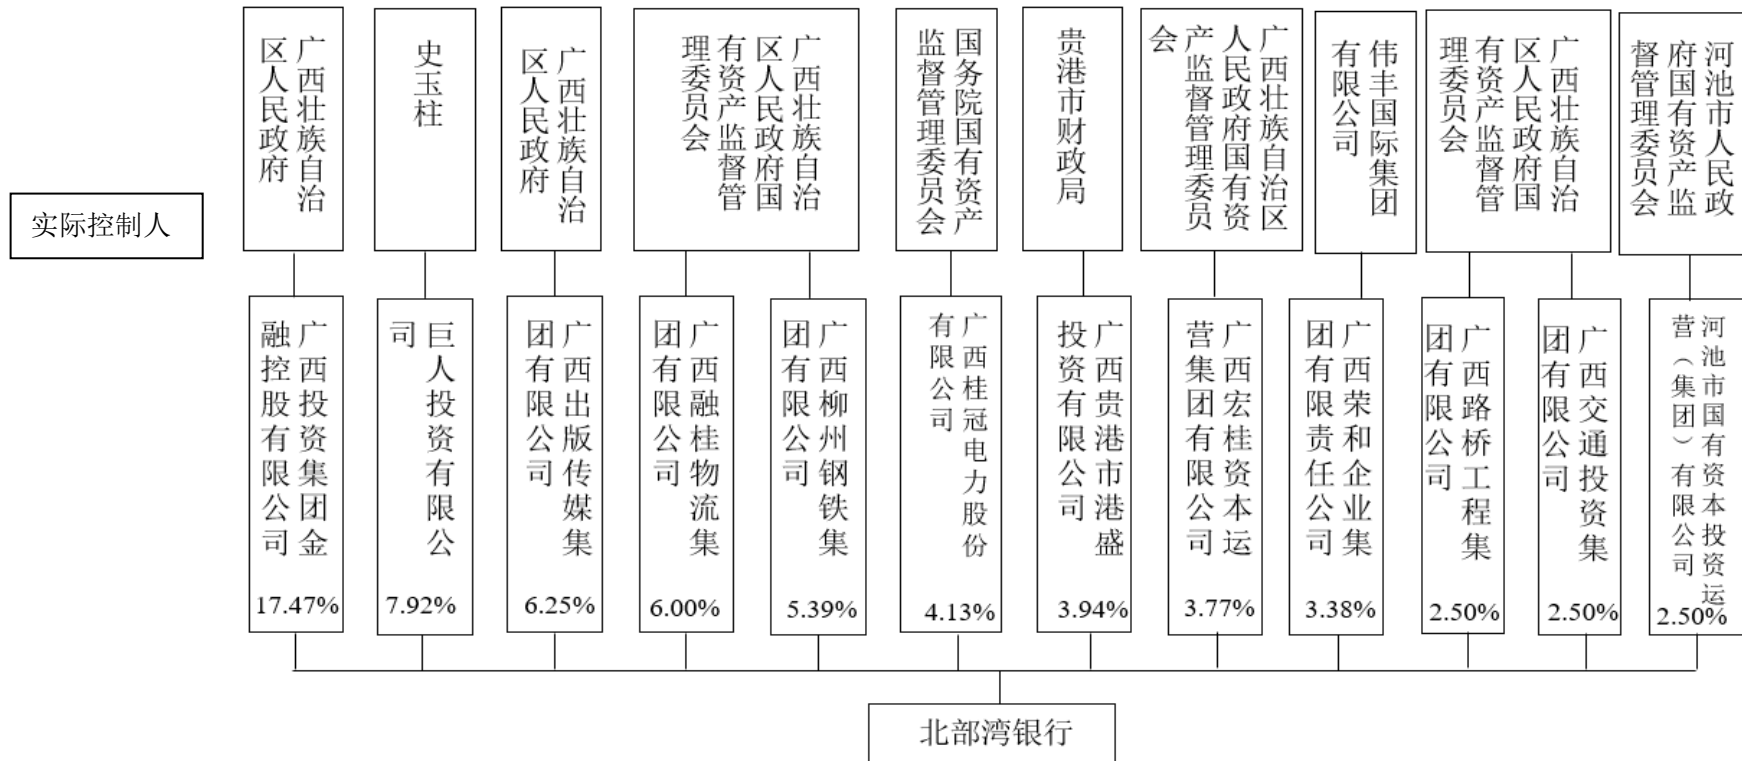 广西壮族自治
区人民政府
史玉柱
广西壮族自治
区人民政府
广西壮族自治
区人民政府国
有资产监督管
理委员会
国务院国有资产
监督管理委员会
贵港市财政局
广西壮族自治区
人民政府国有资
产监督管理委员
会
伟丰国际集团
有限公司
广西壮族自治
区人民政府国
有资产监督管
理委员会
河池市人民政
府国有资产监
督管理委员会
实际控制人
广西投资集团金
融控股有限公司
17.47%
巨人投资有限公
司
7.92%
广西出版传媒集
团有限公司
6.25%
广西融桂物流集
团有限公司
6.00%
广西柳州钢铁集
团有限公司
5.39%
广西桂冠电力股份
有限公司
4.13%
广西贵港市港盛
投资有限公司
3.94%
广西宏桂资本运
营集团有限公司
3.77%
广西荣和企业集
团有限责任公司
3.38%
广西路桥工程集
团有限公司
2.50%
广西交通投资集
团有限公司
2.50%
河池市国有资本投资运
营（集团）有限公司
2.50%
北部湾银行